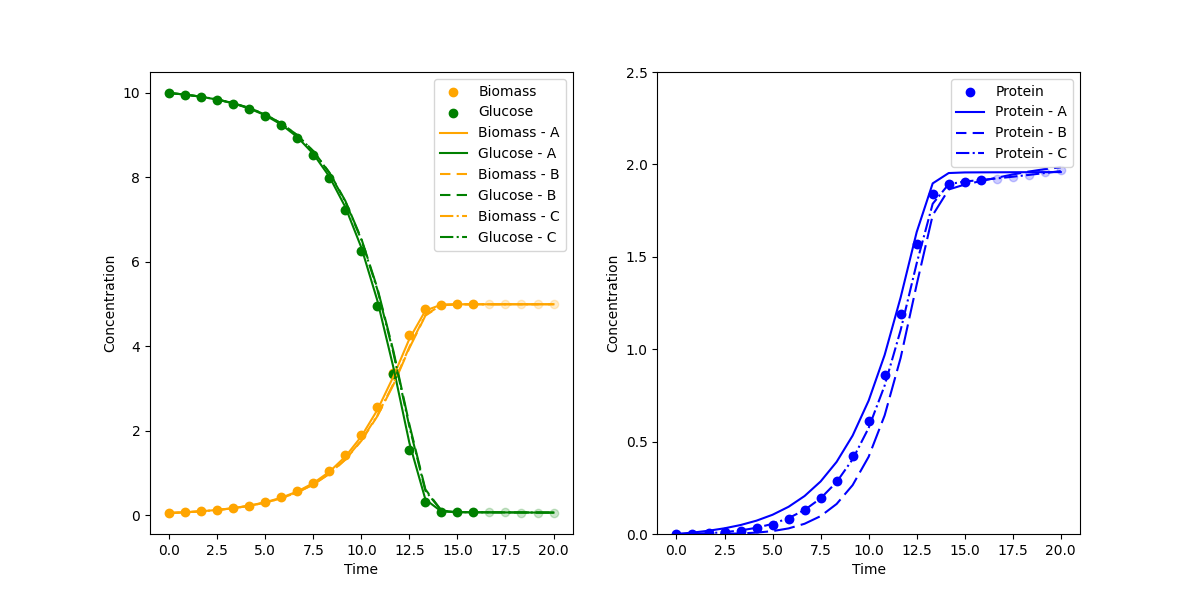 Concentration
10
8
6
4
2
0
0.0 2.5 5.0 7.5 10.0 12.5 15.0 17.5 20.0
Time
Biomass
Glucose
Biomass - A
Glucose - A
Biomass - B
Glucose - B
Biomass - C
Glucose - C
Concentration
2.5
2.0
1.5
1.0
0.5
0.0
0.0 2.5 5.0 7.5 10.0 12.5 15.0 17.5 20.0
Time
Protein
Protein - A
Protein - B
Protein - C